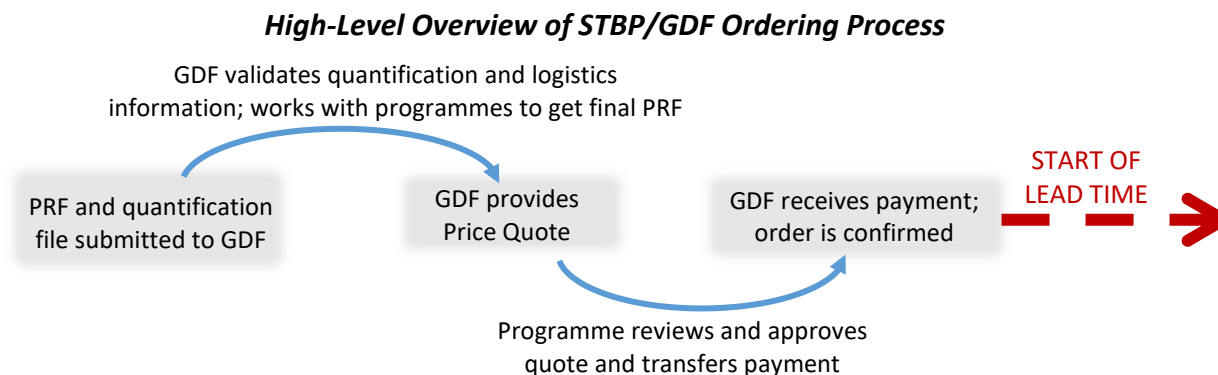 High-Level Overview of STBP/GDF Ordering Process
GDF validates quantification and logistics
information; works with programmes to get final PRF
PRF and quantification
file submitted to GDF
GDF provides
Price Quote
GDF receives payment;
order is confirmed
START OF
LEAD TIME
Programme reviews and approves
quote and transfers payment